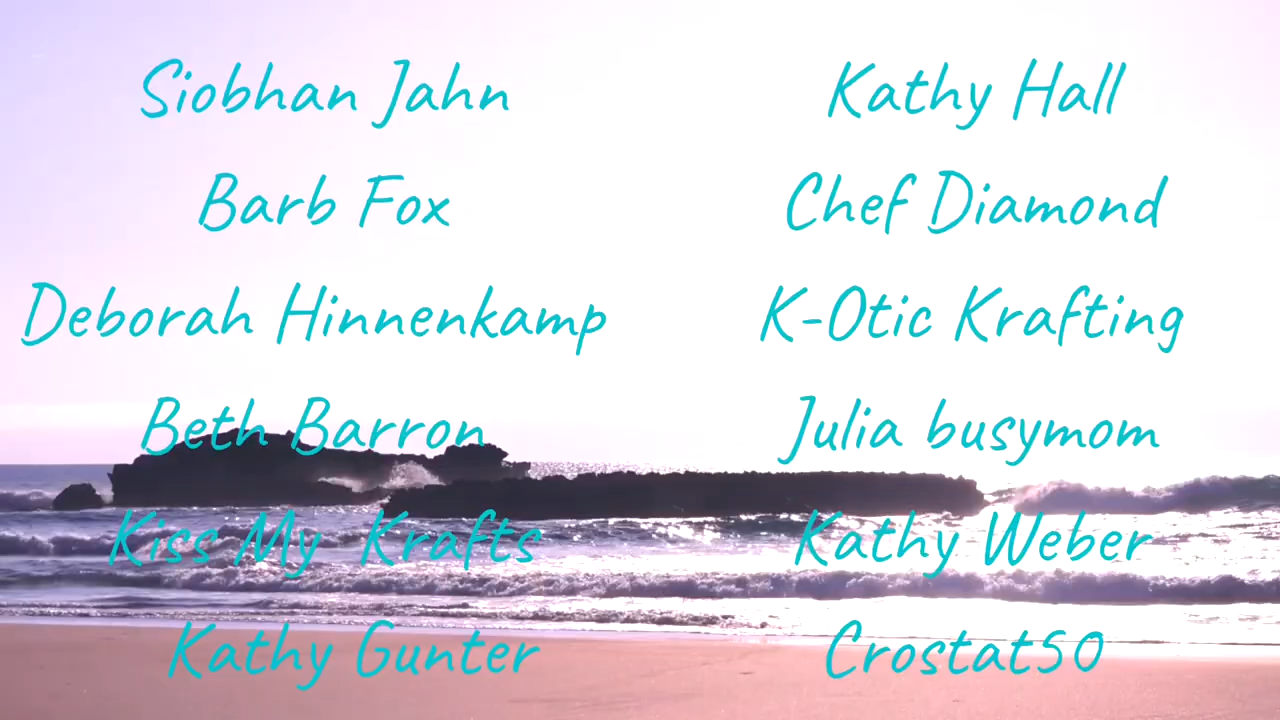 Siobhan Jahn
Barb Fox
Deborah Hinnenkamp
Beth Barron
Kiss My Krafts
Kathy Gunter
Kathy Hall
Chef Diamond
K-Otic Krafting
Julia busymom
Kathy Weber
Crostat50